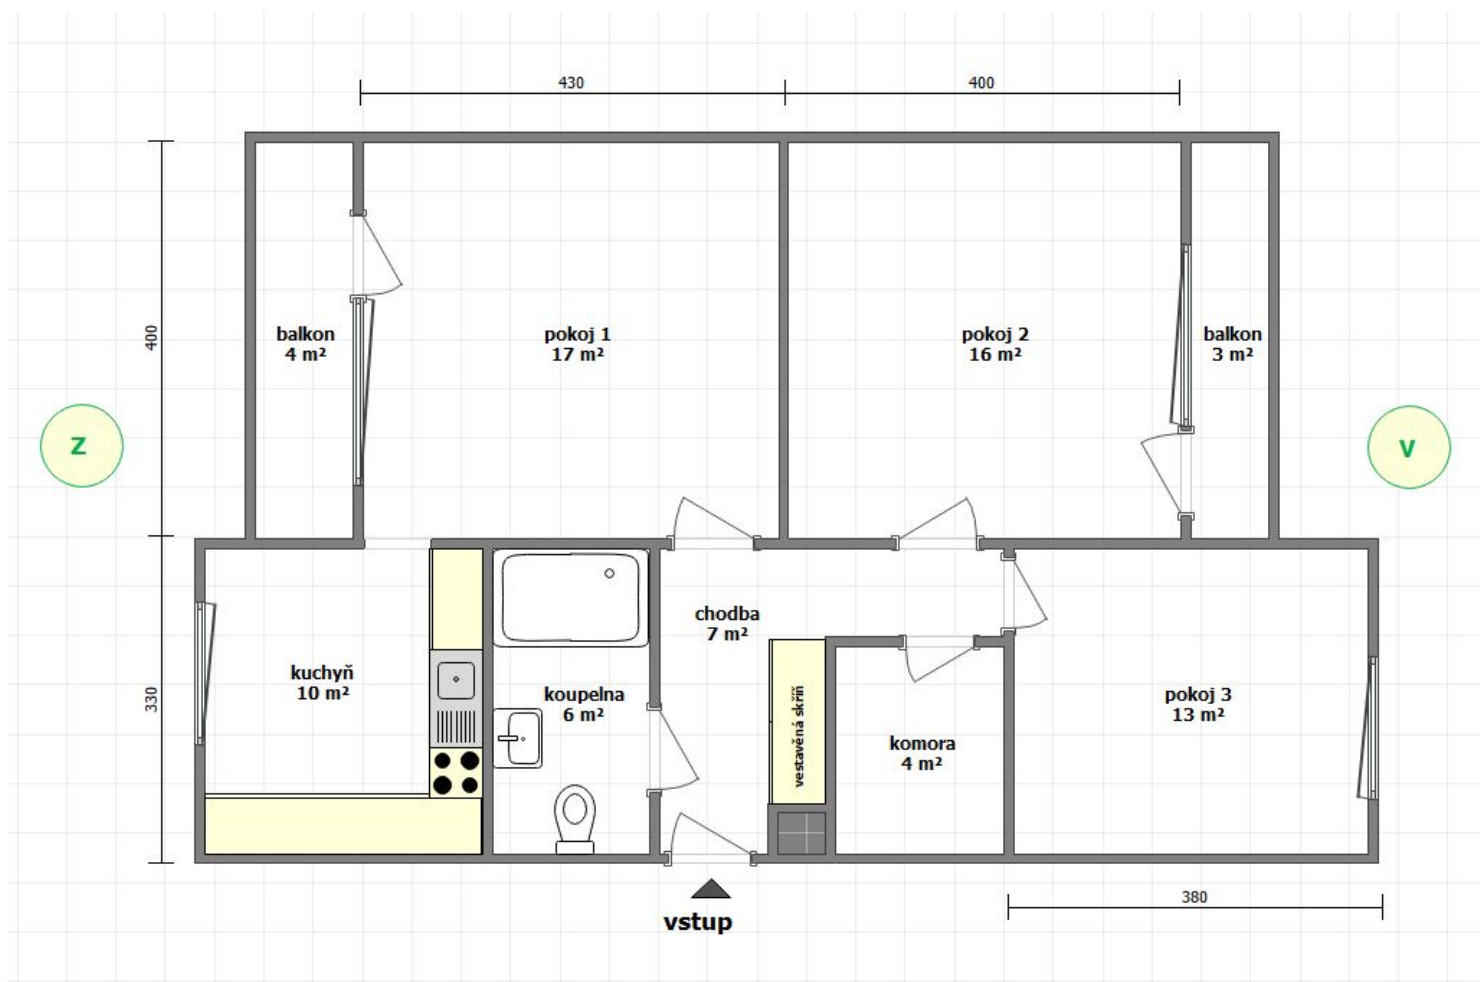 430
400
400
balkon
4 m²
pokoj 1
17 m²
pokoj 2
16 m²
balkon
3 m²
Z
V
chodba
7 m²
kuchyň
10 m²
koupelna
6 m²
vestavěná skříň
pokoj 3
13 m²
330
komora
4 m²
380
vstup